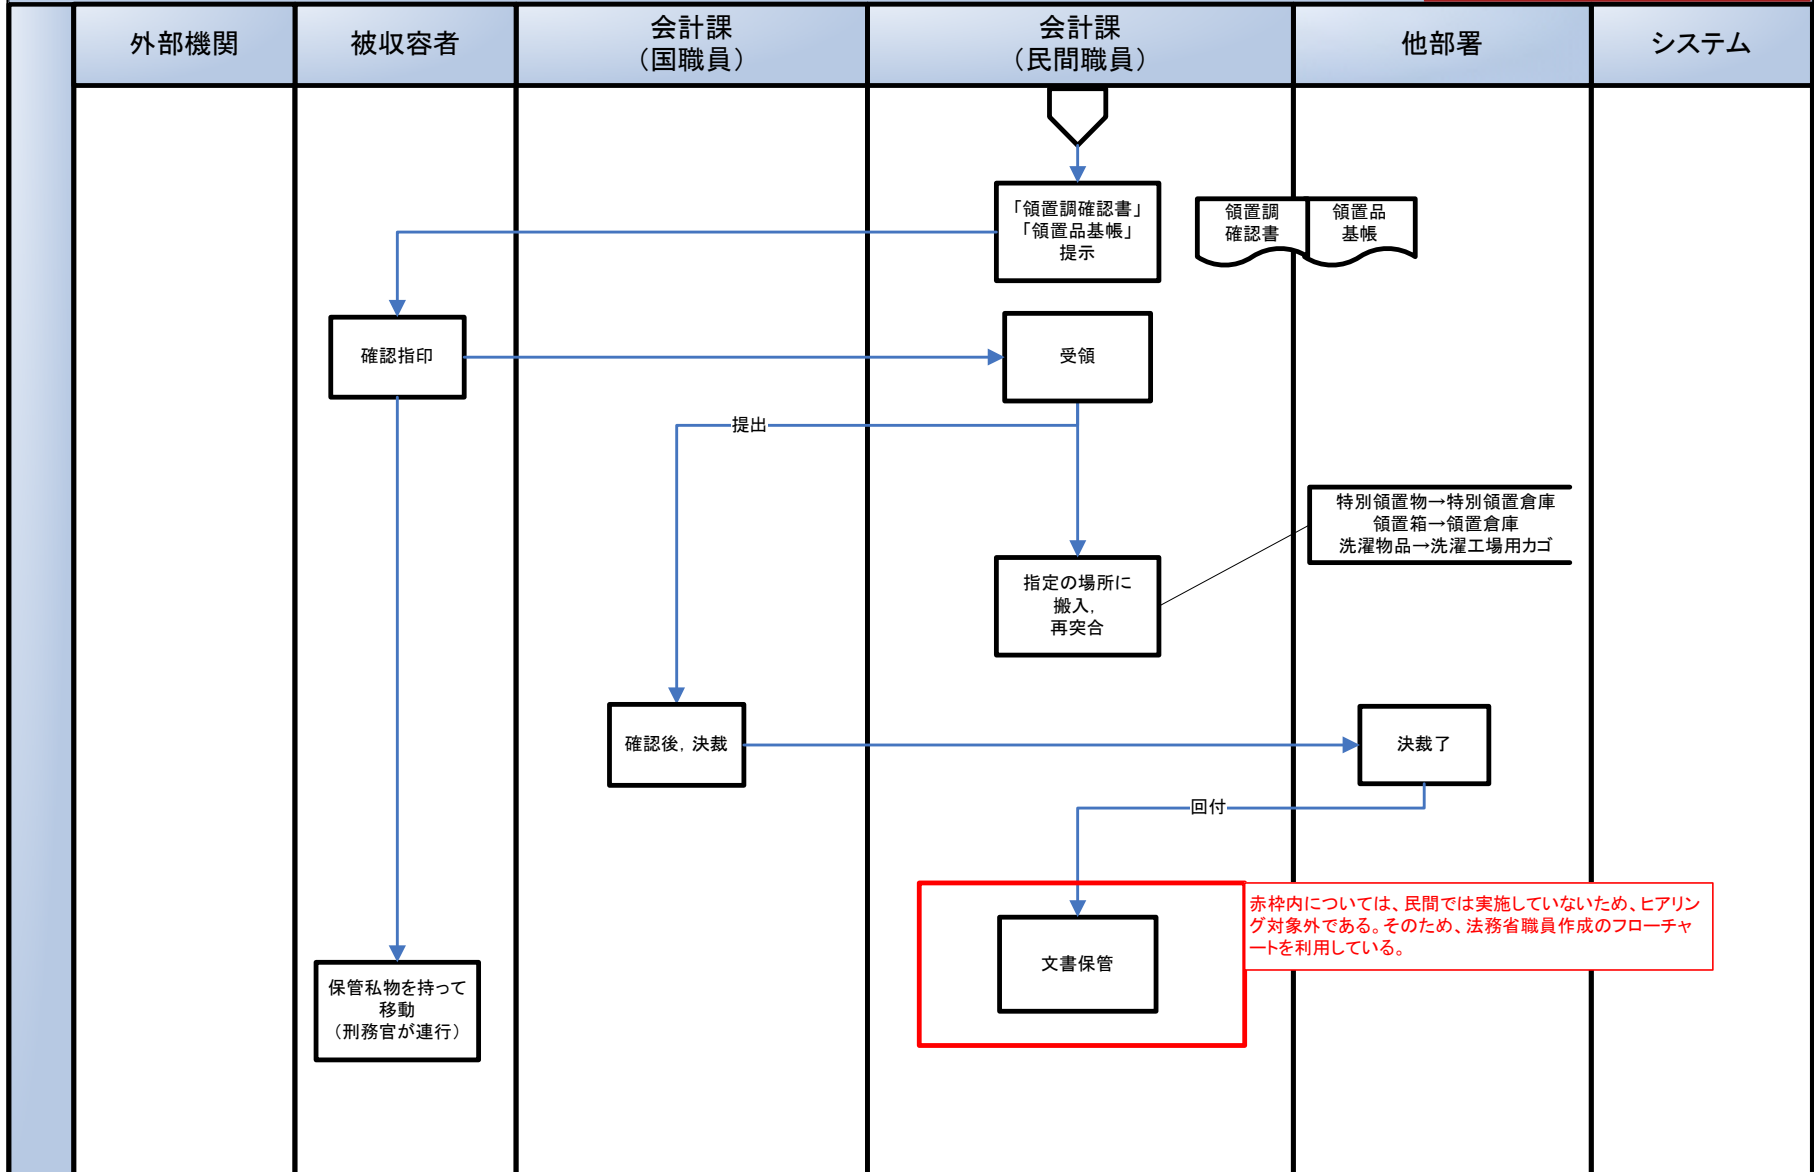 外部機関
被収容者
会計課
（国職員）
会計課
（民間職員）
他部署
システム
「領置調確認書」
「領置品基帳」
提示
領置調
確認書
領置品
基帳
確認指印
受領
提出
特別領置物→特別領置倉庫
領置箱→領置倉庫
洗濯物品→洗濯工場用カゴ
指定の場所に
搬入，
再突合
確認後，決裁
決裁了
回付
赤枠内については、民間では実施していないため、ヒアリン
グ対象外である。そのため、法務省職員作成のフローチャ
ートを利用している。
文書保管
保管私物を持って
移動
（刑務官が連行）